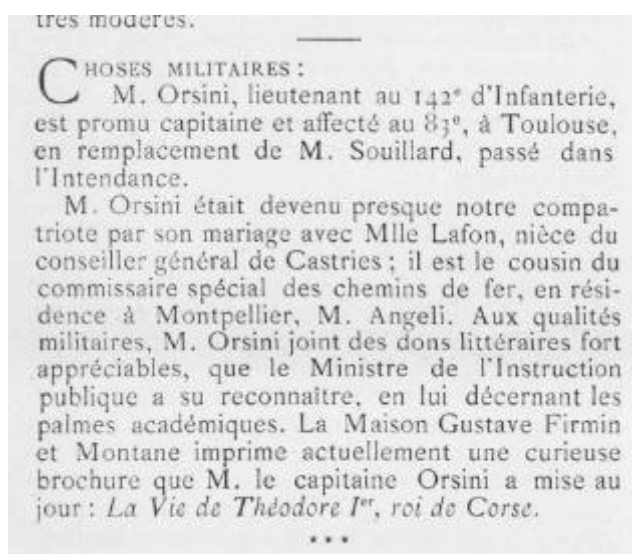 très modérés.
CHOSES MILITAIRES :
M. Orsini, lieutenant au 142e d'Infanterie,
est promu capitaine et affecté au 83e, à Toulouse,
en remplacement de M. Souillard, passé dans
l'Intendance.
M. Orsini était devenu presque notre compa-
triote par son mariage avec Mlle Lafon, nièce du
conseiller général de Castries ; il est le cousin du
commissaire spécial des chemins de fer, en rési-
dence à Montpellier, M. Angeli. Aux qualités
militaires, M. Orsini joint des dons littéraires fort
appréciables, que le Ministre de l'Instruction
publique a su reconnaître, en lui décernant les
palmes académiques. La Maison Gustave Firmin
et Montane imprime actuellement une curieuse
brochure que M. le capitaine Orsini a mise au
jour : La Vie de Théodore Ier, roi de Corse.
* * *